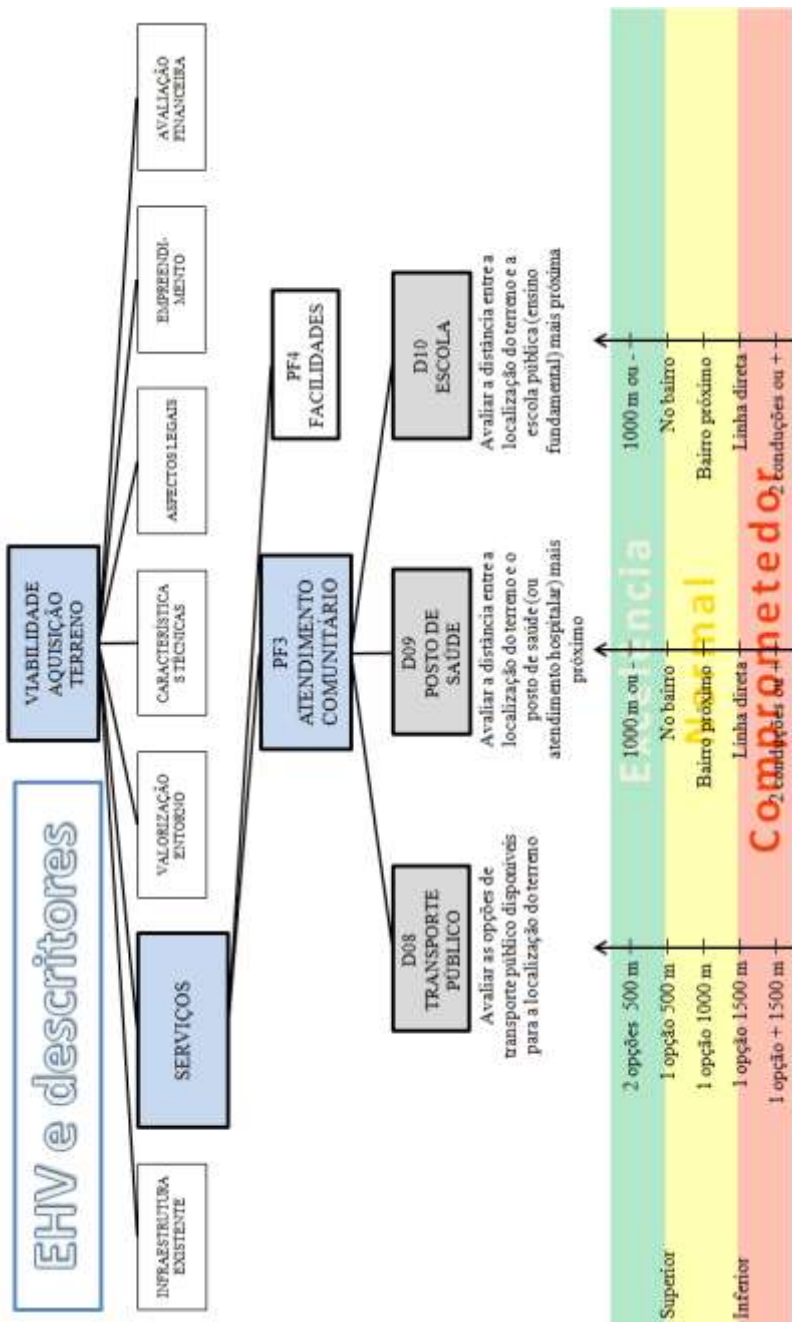 EHV e descritores
VIABILIDADE
AQUISIÇÃO
TERRENO
INFRAESTRUTURA
EXISTENTE
SERVIÇOS
VALORIZAÇÃO
ENTORNO
CARACTERÍSTICA
S TÉCNICAS
ASPECTOS LEGAIS
EMPREENDI-
MENTO
AVALIAÇÃO
FINANCEIRA
PF3
ATENDIMENTO
COMUNITÁRIO
PF4
FACILIDADES
D08
TRANSPORTE
PÚBLICO
Avaliar as opções de
transporte público disponíveis
para a localização do terreno
D09
POSTO DE
SAÚDE
Avaliar a distância entre a
localização do terreno e o
posto de saúde (ou
atendimento hospitalar) mais
próximo
D10
ESCOLA
Avaliar a distância entre a
localização do terreno e a
escola pública (ensino
fundamental) mais próxima
Excelência
Normal
Comprometedor
Superior
Inferior
2 opções 500 m
1 opção 500 m
1 opção 1000 m
1 opção 1500 m
1 opção + 1500 m
1000 m ou -
No bairro
Bairro próximo
Linha direta
2 conduções ou +
1000 m ou -
No bairro
Bairro próximo
Linha direta
2 conduções ou +